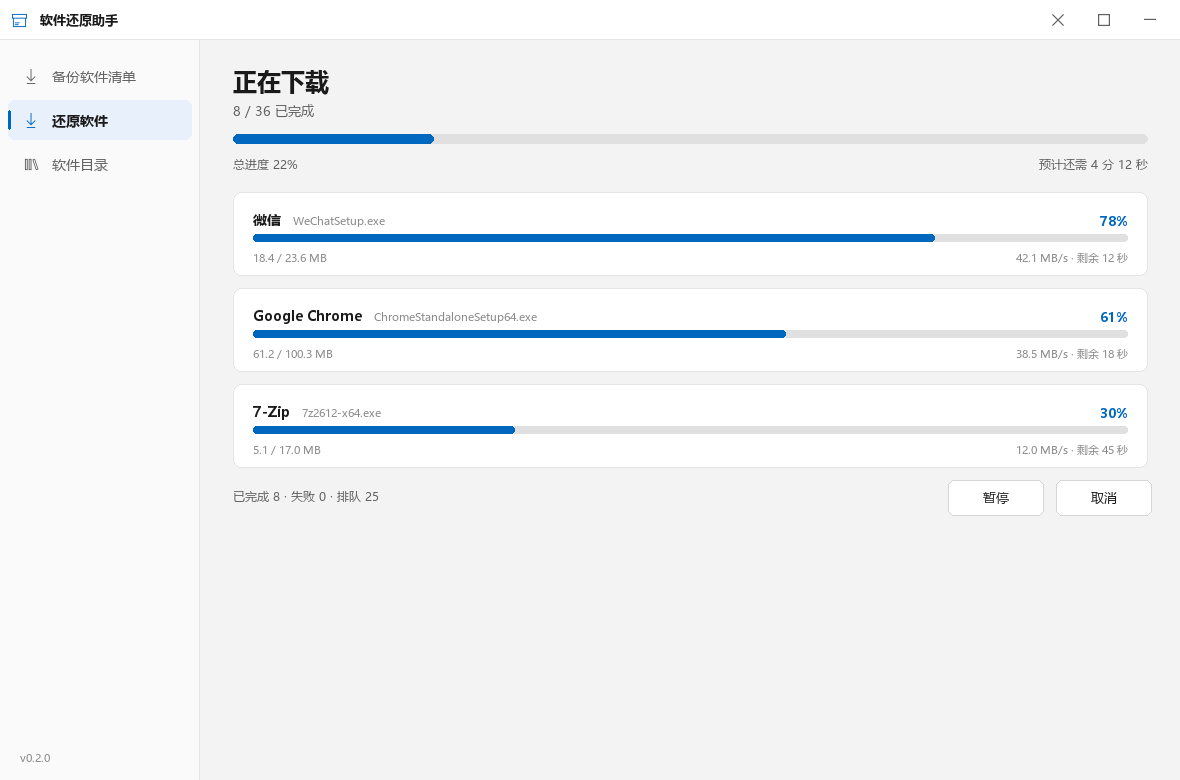 软件还原助手
备份软件清单
还原软件
软件目录
v0.2.0
正在下载
8 / 36 已完成
总进度 22% 预计还需 4 分 12 秒
微信 WeChatSetup.exe 78%
18.4 / 23.6 MB 42.1 MB/s · 剩余 12 秒
Google Chrome ChromeStandaloneSetup64.exe 61%
61.2 / 100.3 MB 38.5 MB/s · 剩余 18 秒
7-Zip 7z2612-x64.exe 30%
5.1 / 17.0 MB 12.0 MB/s · 剩余 45 秒
已完成 8 · 失败 0 · 排队 25 暂停 取消